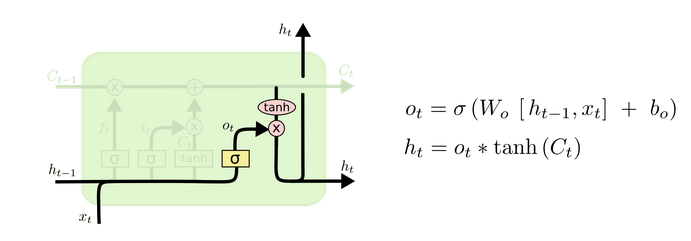 h_t
C_{t-1}
C_t
tanh
f_t
i_t
C̃_t
o_t
σ
σ
tanh
σ
h_{t-1}
h_t
x_t
o_t = σ (W_o [ h_{t-1}, x_t ] + b_o)
h_t = o_t * tanh (C_t)